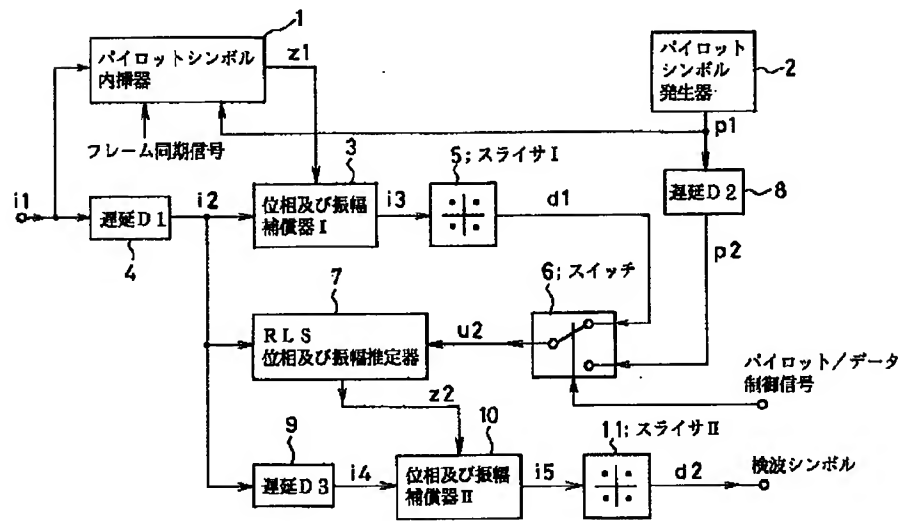 1
パイロットシンボル
内挿器
z1
パイロット
シンボル
発生器
2
p1
フレーム同期信号
3
5;スライサⅠ
i1
遅延D1
i2
位相及び振幅
補償器Ⅰ
i3
d1
遅延D2
8
4
p2
7
6;スイッチ
RLS
位相及び振幅推定器
u2
パイロット/データ
制御信号
z2
9
10
11;スライサⅡ
遅延D3
i4
位相及び振幅
補償器Ⅱ
i5
d2
検波シンボル